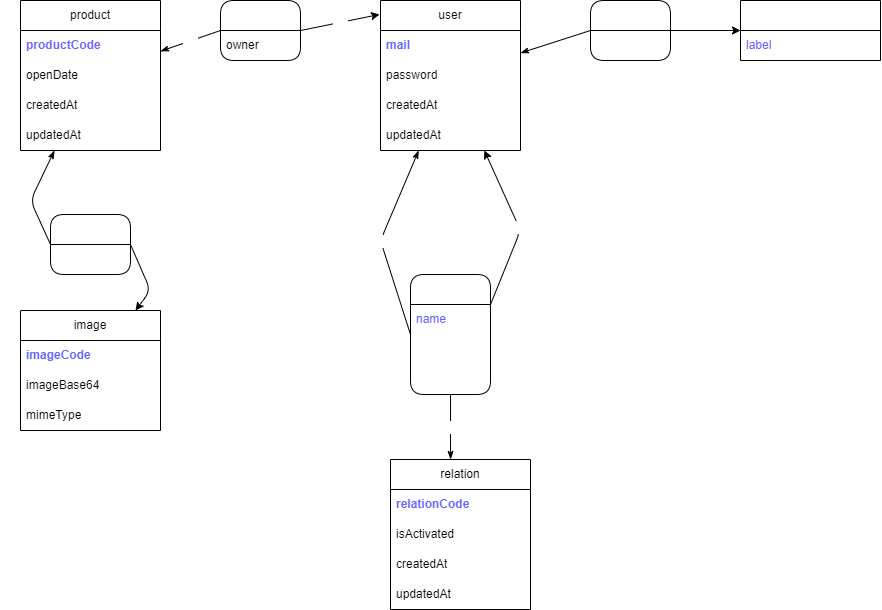 product
productCode
openDate
createdAt
updatedAt
owner
user
mail
password
createdAt
updatedAt
label
image
imageCode
imageBase64
mimeType
name
relation
relationCode
isActivated
createdAt
updatedAt